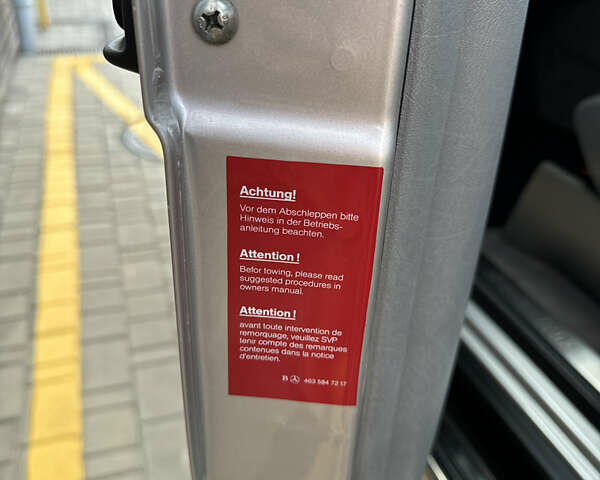 Achtung!
Vor dem Abschleppen bitte
Hinweis in der Betriebs-
anleitung beachten.
Attention !
Befor towing, please read
suggested procedures in
owners manual.
Attention !
avant toute intervention de
remorquage, veuillez SVP
tenir compte des remarques
contenues dans la notice
d'entretien.
B 463 584 72 17